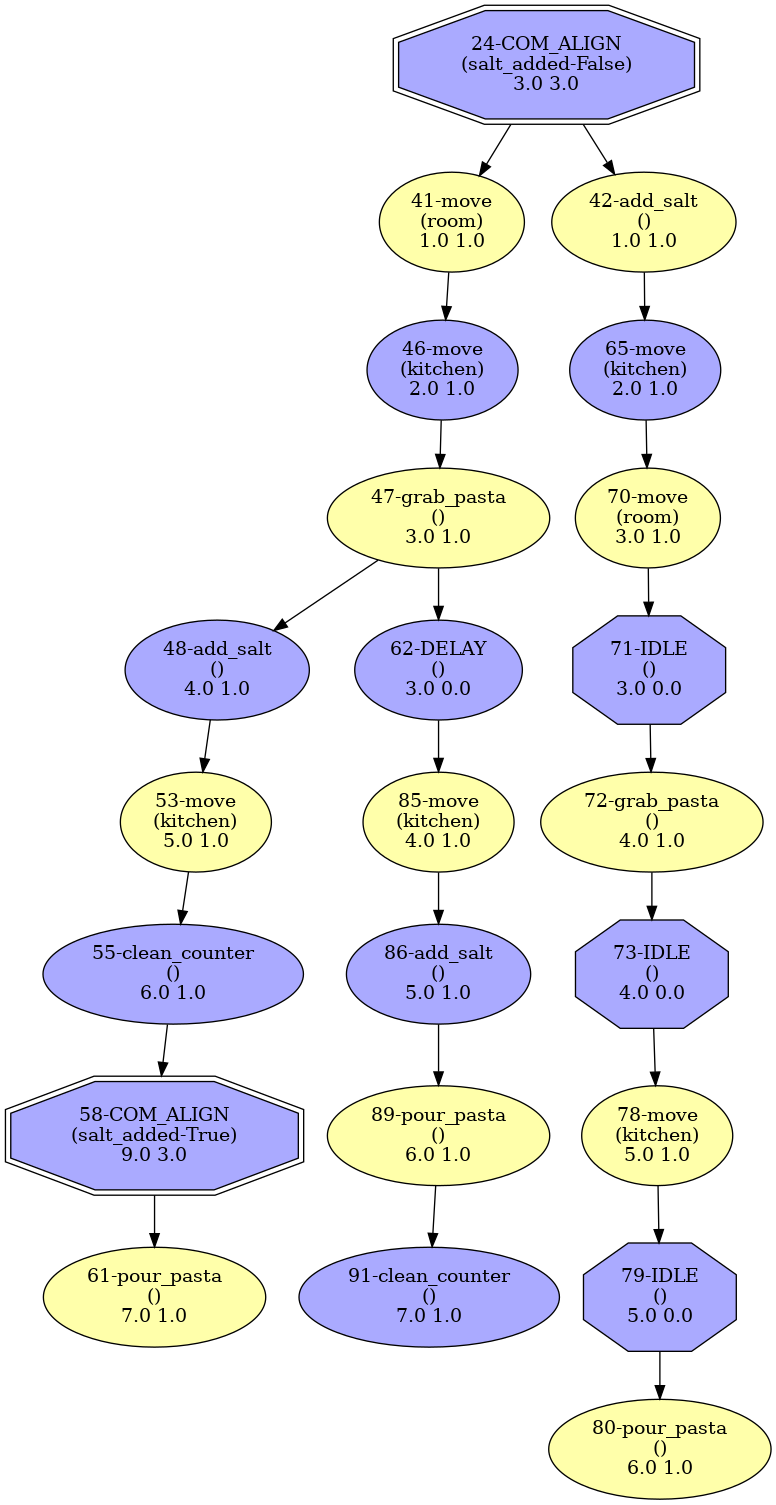 24-COM_ALIGN
(salt_added-False)
3.0 3.0
41-move
(room)
1.0 1.0
42-add_salt
()
1.0 1.0
46-move
(kitchen)
2.0 1.0
65-move
(kitchen)
2.0 1.0
47-grab_pasta
()
3.0 1.0
70-move
(room)
3.0 1.0
48-add_salt
()
4.0 1.0
62-DELAY
()
3.0 0.0
71-IDLE
()
3.0 0.0
53-move
(kitchen)
5.0 1.0
85-move
(kitchen)
4.0 1.0
72-grab_pasta
()
4.0 1.0
55-clean_counter
()
6.0 1.0
86-add_salt
()
5.0 1.0
73-IDLE
()
4.0 0.0
58-COM_ALIGN
(salt_added-True)
9.0 3.0
89-pour_pasta
()
6.0 1.0
78-move
(kitchen)
5.0 1.0
61-pour_pasta
()
7.0 1.0
91-clean_counter
()
7.0 1.0
79-IDLE
()
5.0 0.0
80-pour_pasta
()
6.0 1.0